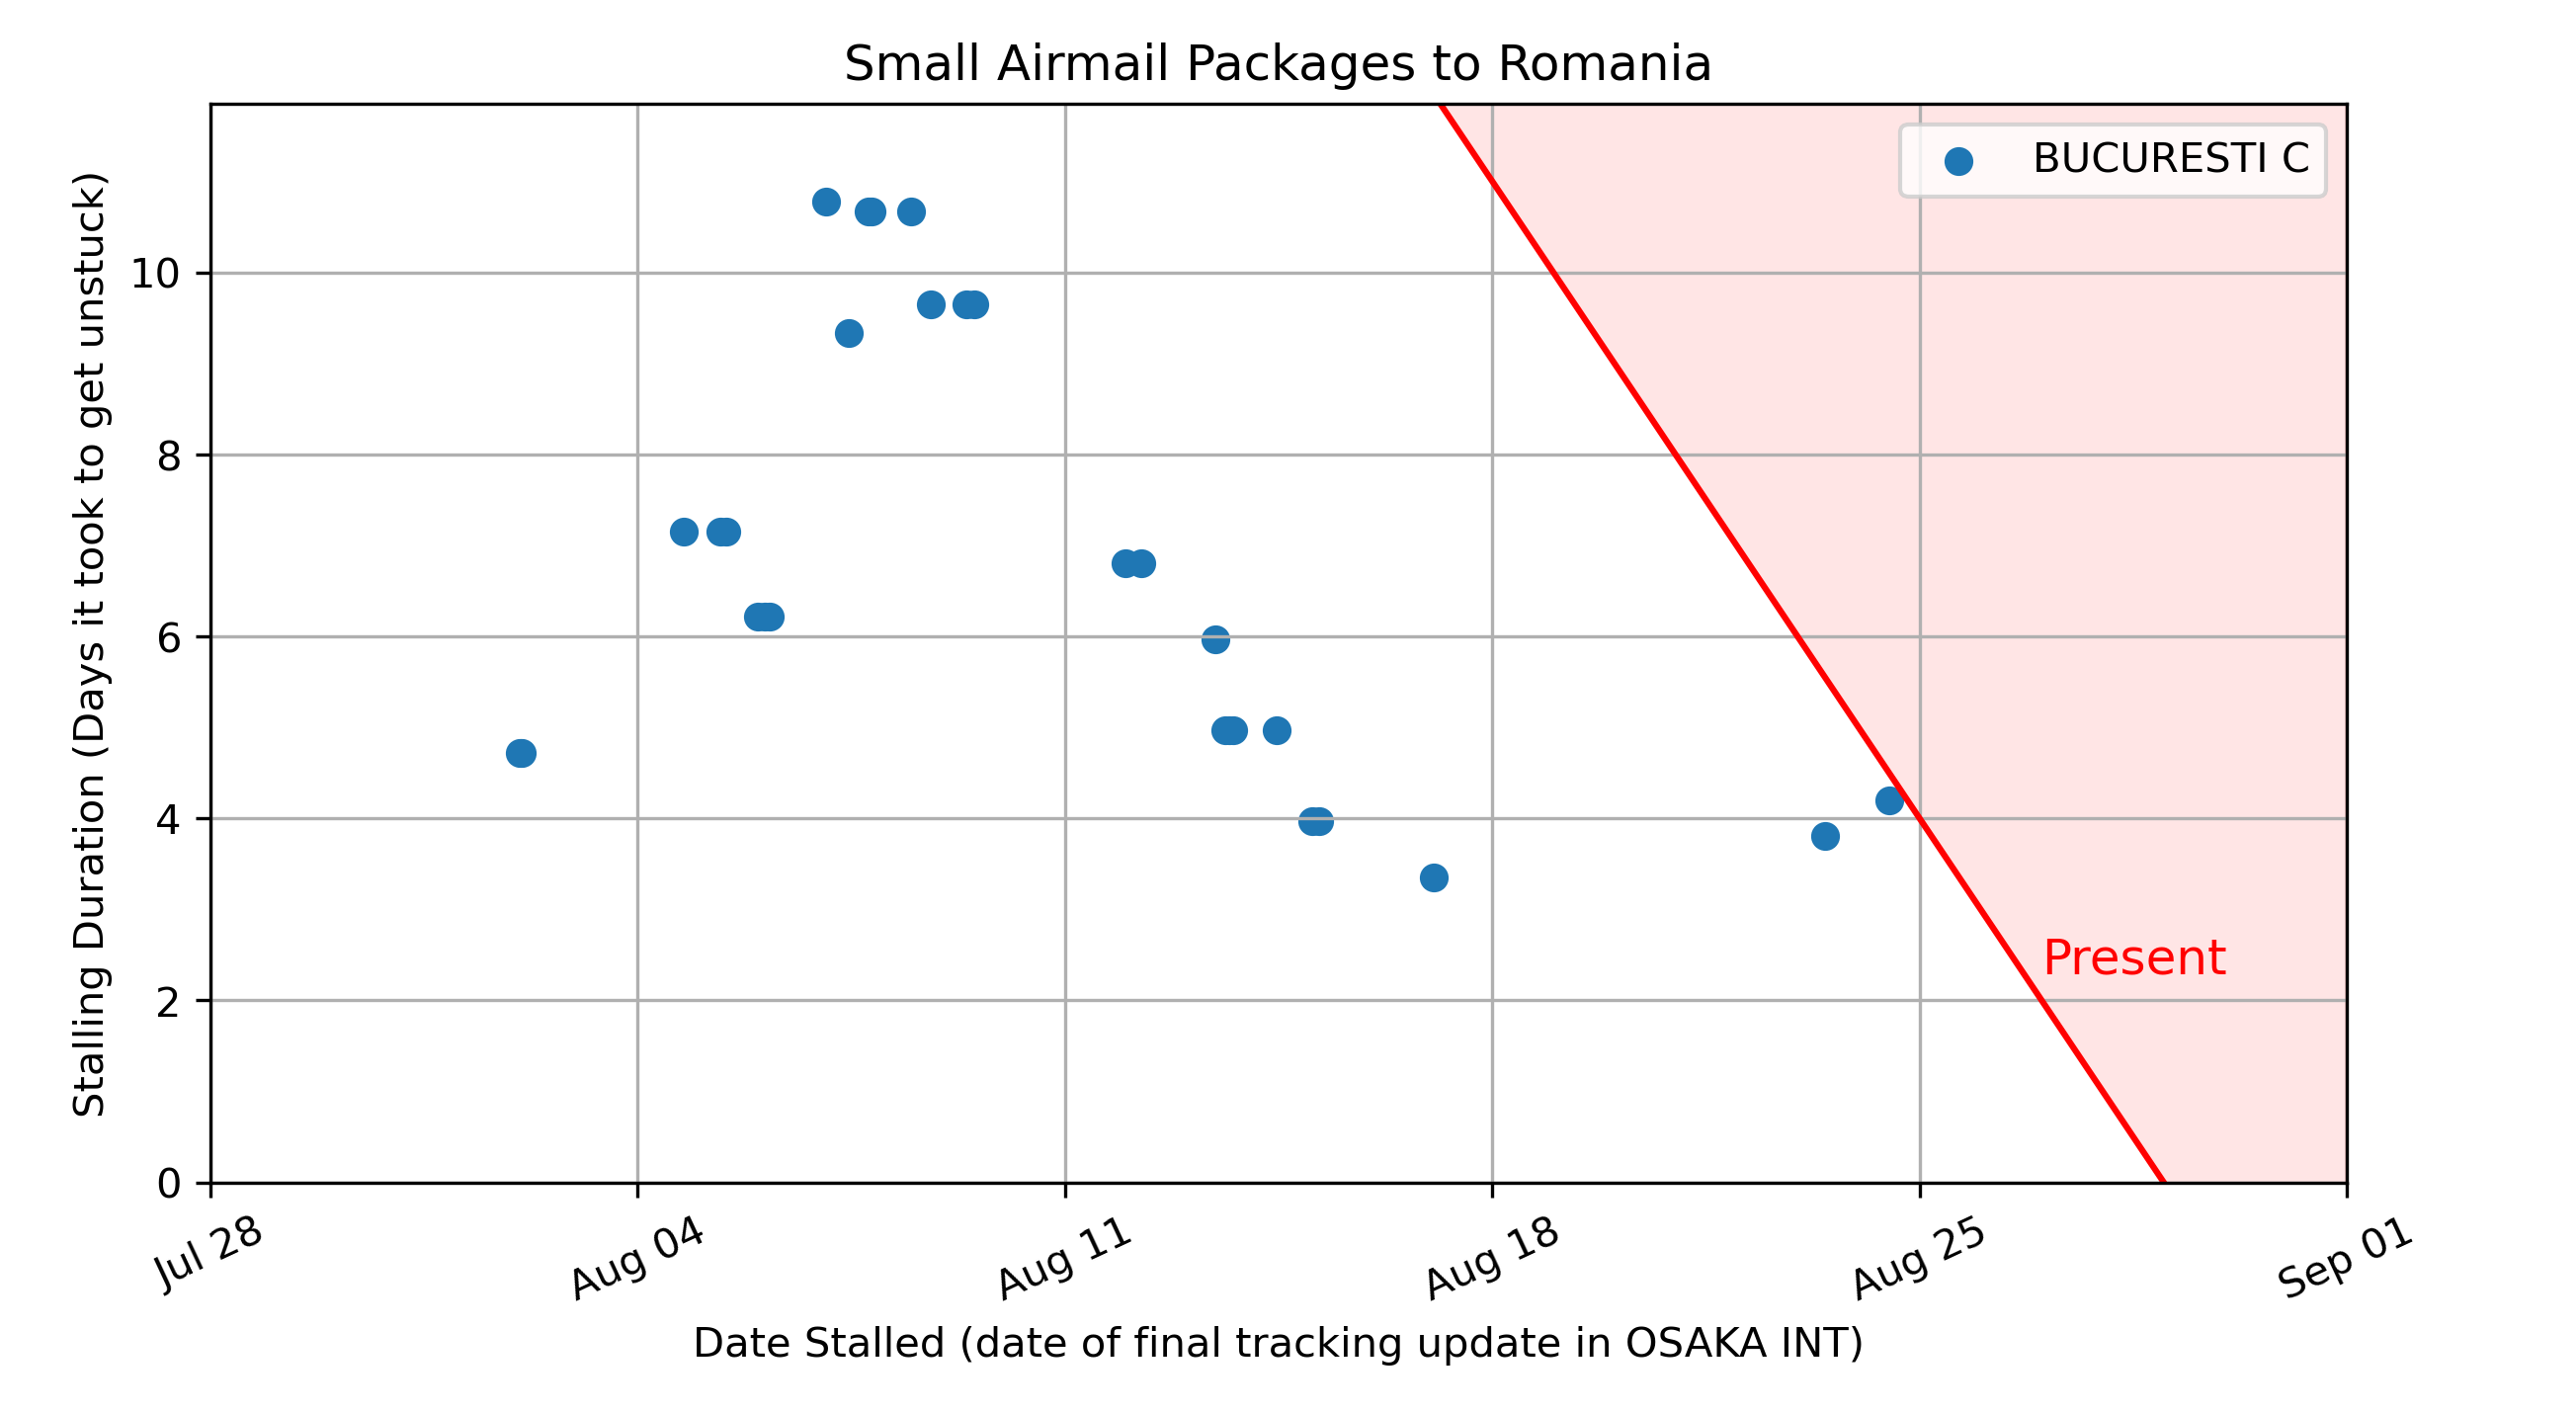 Small Airmail Packages to Romania
BUCURESTI C
Stalling Duration (Days it took to get unstuck)
10
8
6
4
2
0
Present
Jul 28
Aug 04
Aug 11
Aug 18
Aug 25
Sep 01
Date Stalled (date of final tracking update in OSAKA INT)